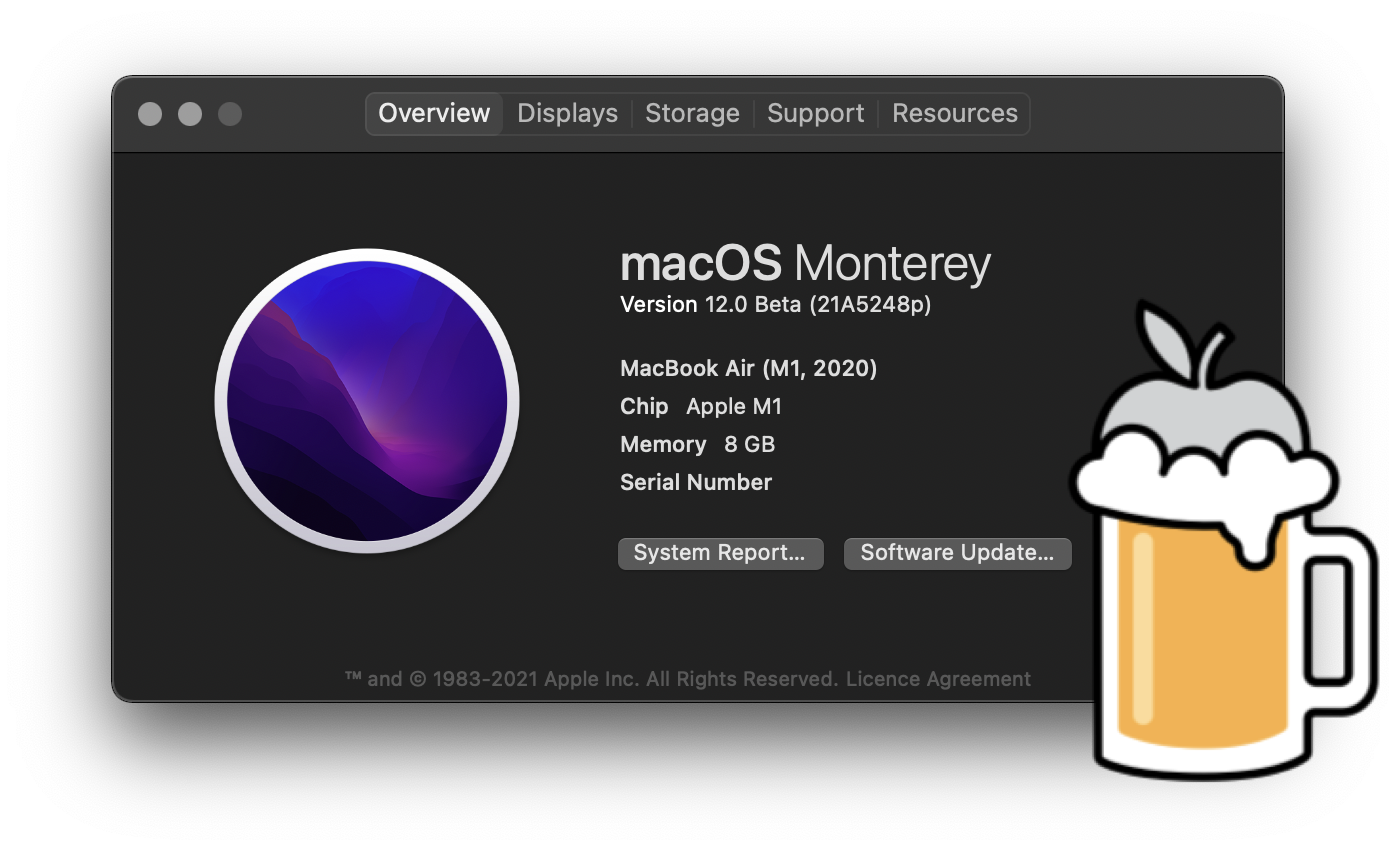 Overview Displays Storage Support Resources
macOS Monterey
Version 12.0 Beta (21A5248p)
MacBook Air (M1, 2020)
Chip Apple M1
Memory 8 GB
Serial Number
System Report... Software Update...
™ and © 1983-2021 Apple Inc. All Rights Reserved. Licence Agreement